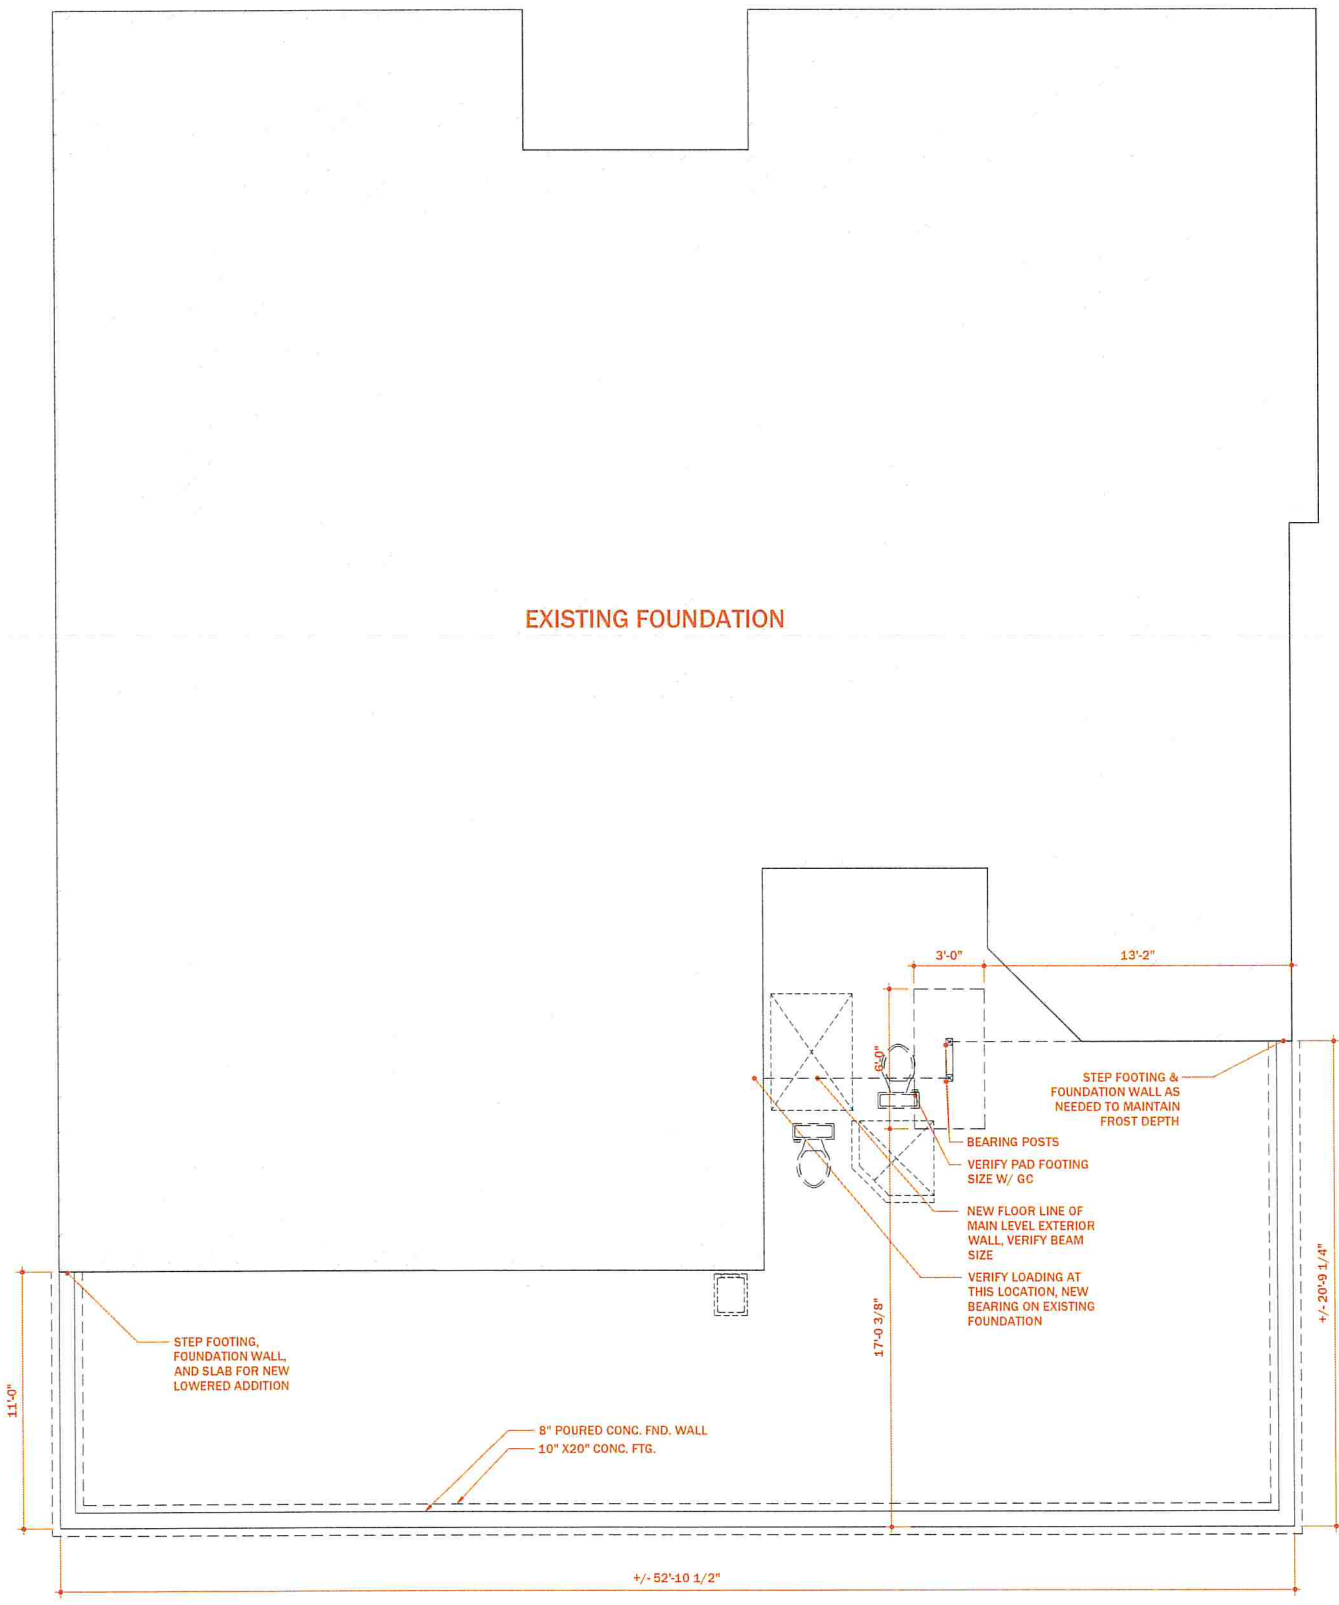 EXISTING FOUNDATION
3'-0"
13'-2"
6'-0"
STEP FOOTING &
FOUNDATION WALL AS
NEEDED TO MAINTAIN
FROST DEPTH
BEARING POSTS
VERIFY PAD FOOTING
SIZE W/ GC
NEW FLOOR LINE OF
MAIN LEVEL EXTERIOR
WALL, VERIFY BEAM
SIZE
VERIFY LOADING AT
THIS LOCATION, NEW
BEARING ON EXISTING
FOUNDATION
17'-0 3/8"
+/- 20'-9 1/4"
STEP FOOTING,
FOUNDATION WALL,
AND SLAB FOR NEW
LOWERED ADDITION
11'-0"
8" POURED CONC. FND. WALL
10" X20" CONC. FTG.
+/- 52'-10 1/2"